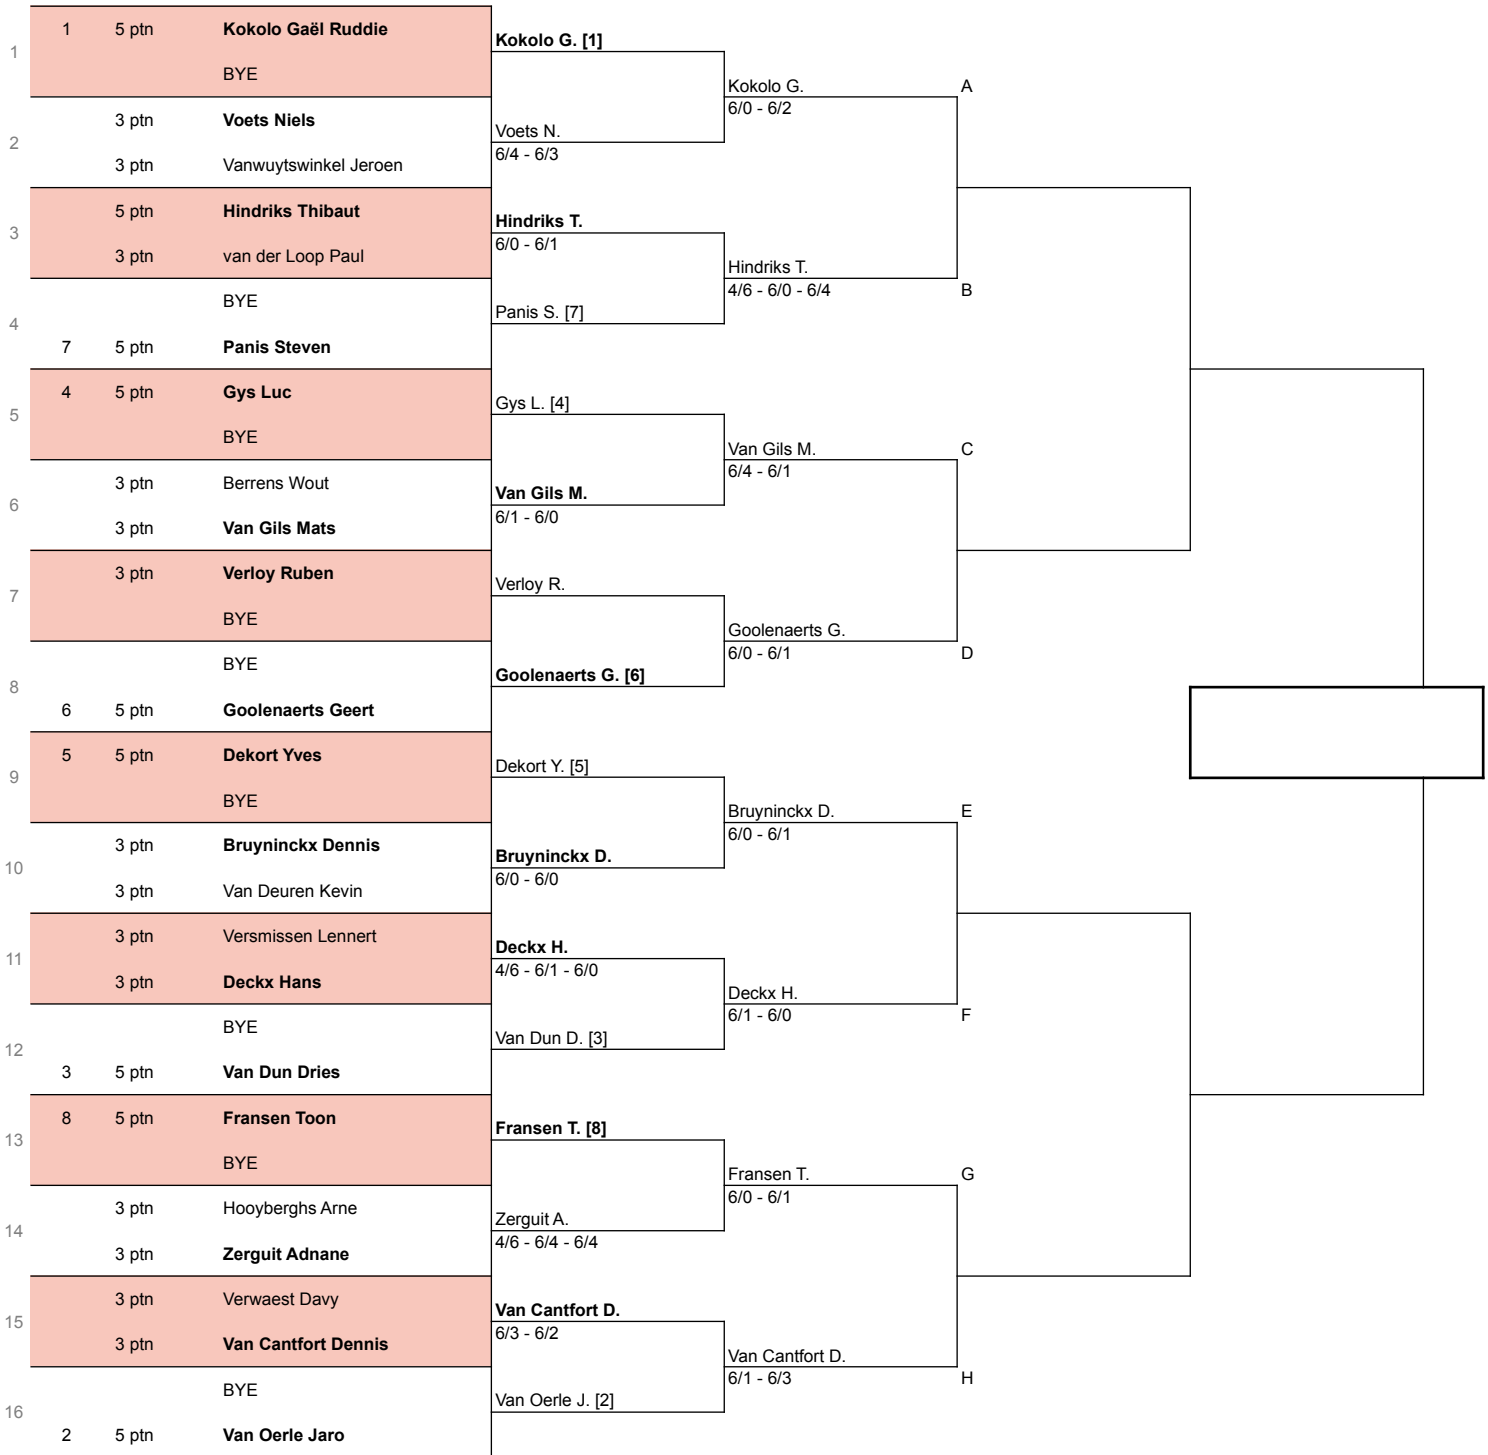 1 5 ptn Kokolo Gaël Ruddie
1
BYE
3 ptn Voets Niels
2
3 ptn Vanwuytswinkel Jeroen
5 ptn Hindriks Thibaut
3
3 ptn van der Loop Paul
BYE
4
7 5 ptn Panis Steven
4 5 ptn Gys Luc
5
BYE
3 ptn Berrens Wout
6
3 ptn Van Gils Mats
3 ptn Verloy Ruben
7
BYE
BYE
8
6 5 ptn Goolenaerts Geert
5 5 ptn Dekort Yves
9
BYE
3 ptn Bruyninckx Dennis
10
3 ptn Van Deuren Kevin
3 ptn Versmissen Lennert
11
3 ptn Deckx Hans
BYE
12
3 5 ptn Van Dun Dries
8 5 ptn Fransen Toon
13
BYE
3 ptn Hooyberghs Arne
14
3 ptn Zerguit Adnane
3 ptn Verwaest Davy
15
3 ptn Van Cantfort Dennis
BYE
16
2 5 ptn Van Oerle Jaro
Kokolo G. [1]
Voets N.
6/4 - 6/3
Hindriks T.
6/0 - 6/1
Panis S. [7]
Gys L. [4]
Van Gils M.
6/1 - 6/0
Verloy R.
Goolenaerts G. [6]
Dekort Y. [5]
Bruyninckx D.
6/0 - 6/0
Deckx H.
4/6 - 6/1 - 6/0
Van Dun D. [3]
Fransen T. [8]
Zerguit A.
4/6 - 6/4 - 6/4
Van Cantfort D.
6/3 - 6/2
Van Oerle J. [2]
Kokolo G. A
6/0 - 6/2
Hindriks T.
4/6 - 6/0 - 6/4 B
Van Gils M. C
6/4 - 6/1
Goolenaerts G.
6/0 - 6/1 D
Bruyninckx D. E
6/0 - 6/1
Deckx H.
6/1 - 6/0 F
Fransen T. G
6/0 - 6/1
Van Cantfort D.
6/1 - 6/3 H